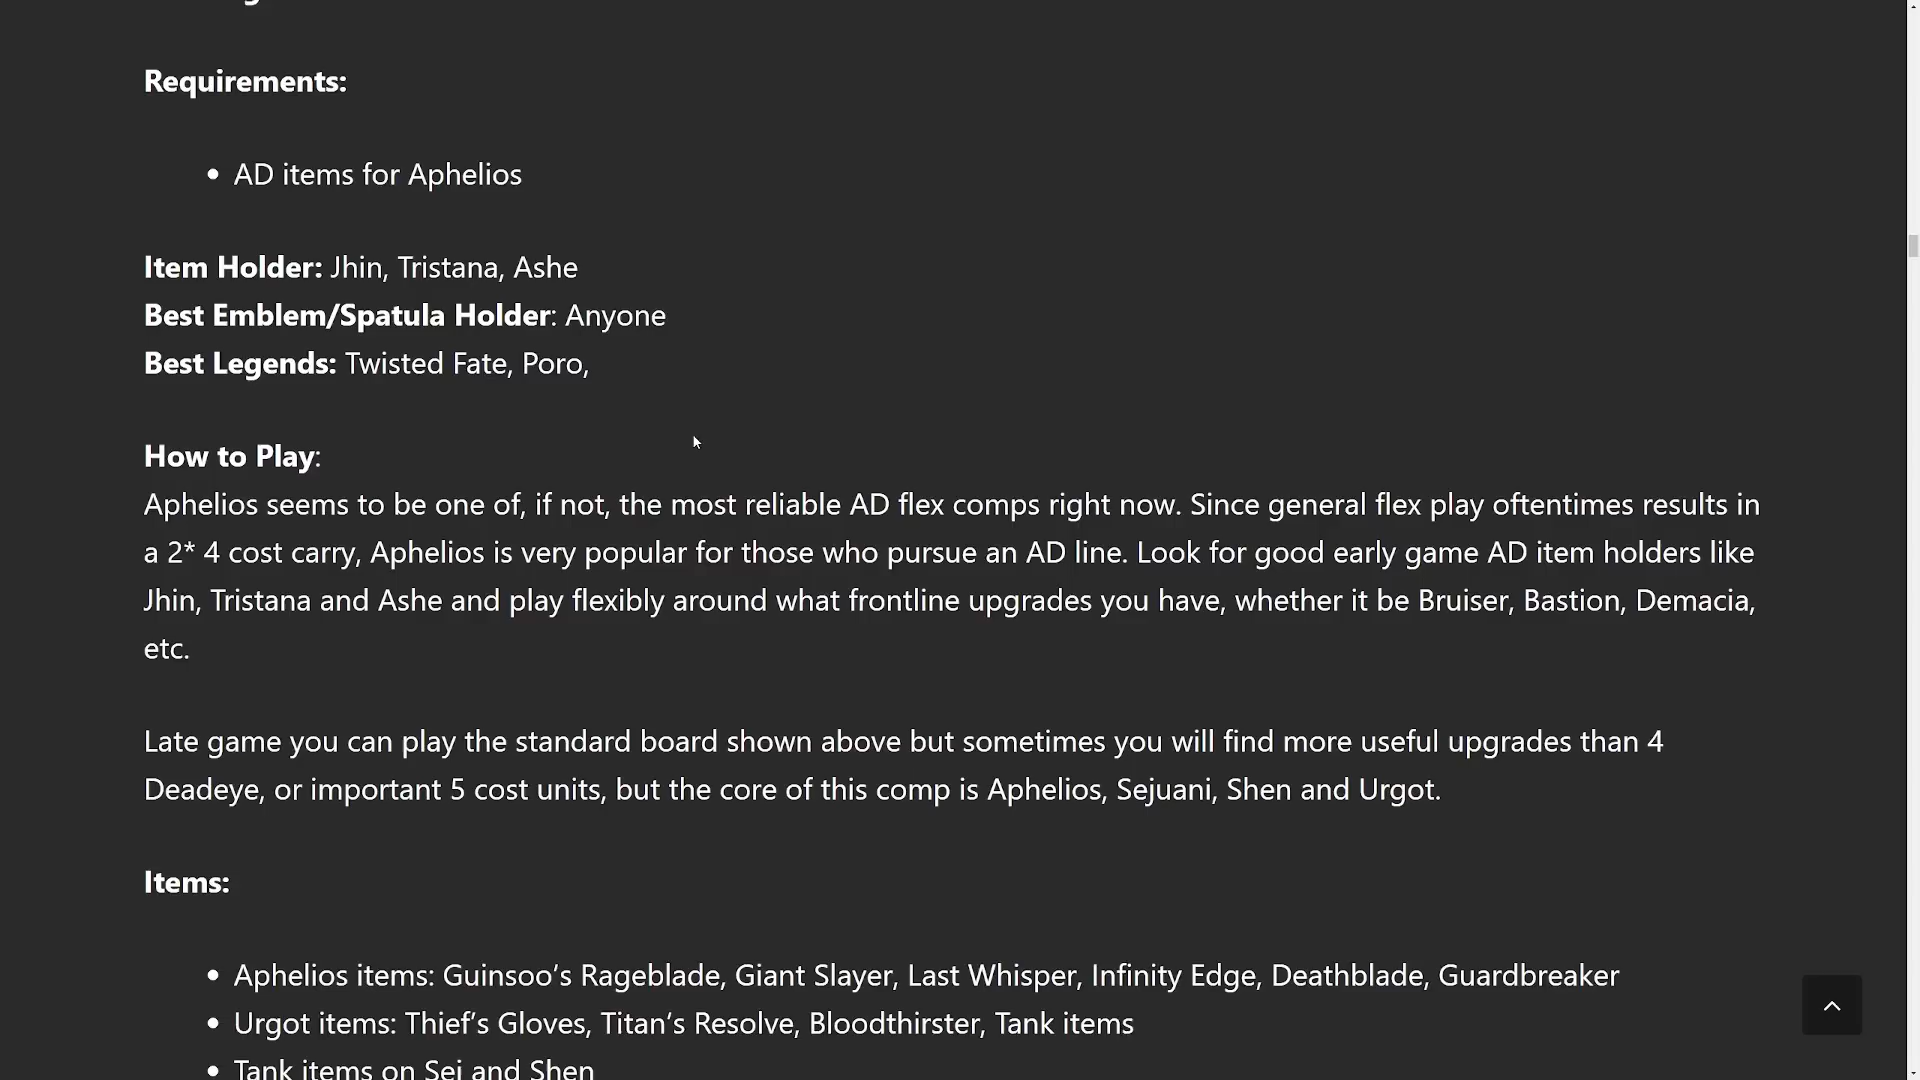 Requirements:
• AD items for Aphelios
Item Holder: Jhin, Tristana, Ashe
Best Emblem/Spatula Holder: Anyone
Best Legends: Twisted Fate, Poro,
How to Play:
Aphelios seems to be one of, if not, the most reliable AD flex comps right now. Since general flex play oftentimes results in
a 2* 4 cost carry, Aphelios is very popular for those who pursue an AD line. Look for good early game AD item holders like
Jhin, Tristana and Ashe and play flexibly around what frontline upgrades you have, whether it be Bruiser, Bastion, Demacia,
etc.
Late game you can play the standard board shown above but sometimes you will find more useful upgrades than 4
Deadeye, or important 5 cost units, but the core of this comp is Aphelios, Sejuani, Shen and Urgot.
Items:
• Aphelios items: Guinsoo’s Rageblade, Giant Slayer, Last Whisper, Infinity Edge, Deathblade, Guardbreaker
• Urgot items: Thief’s Gloves, Titan’s Resolve, Bloodthirster, Tank items
• Tank items on Sej and Shen